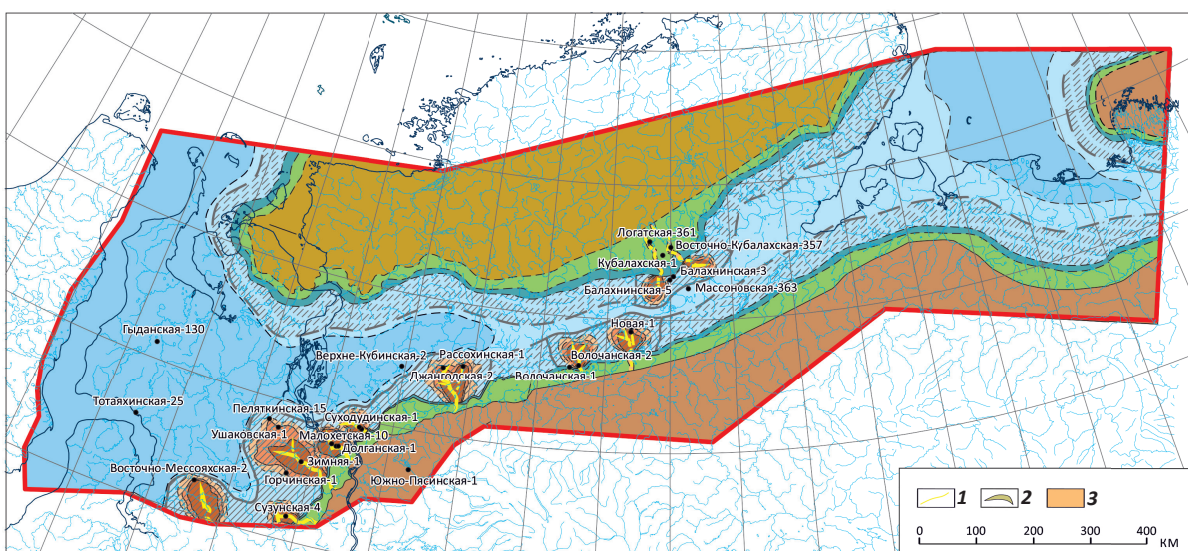 Логатская-361
Восточно-Кубалахская-357
Кубалахская-1
Балахнинская-3
Балахнинская-5
Массоновская-363
Гыданская-130
Новая-1
Верхне-Кубинская-2
Рассохинская-1
Волочанская-2
Джангодская-2
Волочанская-1
Тотаяхинская-25
Пеляткинская-15
Суходудинская-1
Ушаковская-1
Малохетская-10
Долганская-1
Восточно-Мессояхская-2
Зимняя-1
Горчинская-1
Южно-Пясинская-1
Сузунская-4
1 2 3
0 100 200 300 400
км